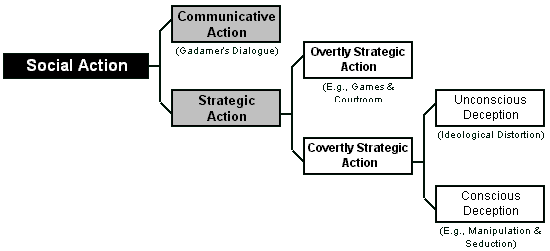 Communicative
Action
(Gadamer's Dialogue)
Social Action
Overtly Strategic
Action
(E.g., Games &
Courtroom
Strategic
Action
Unconscious
Deception
(Ideological Distortion)
Covertly Strategic
Action
Conscious
Deception
(E.g., Manipulation &
Seduction)